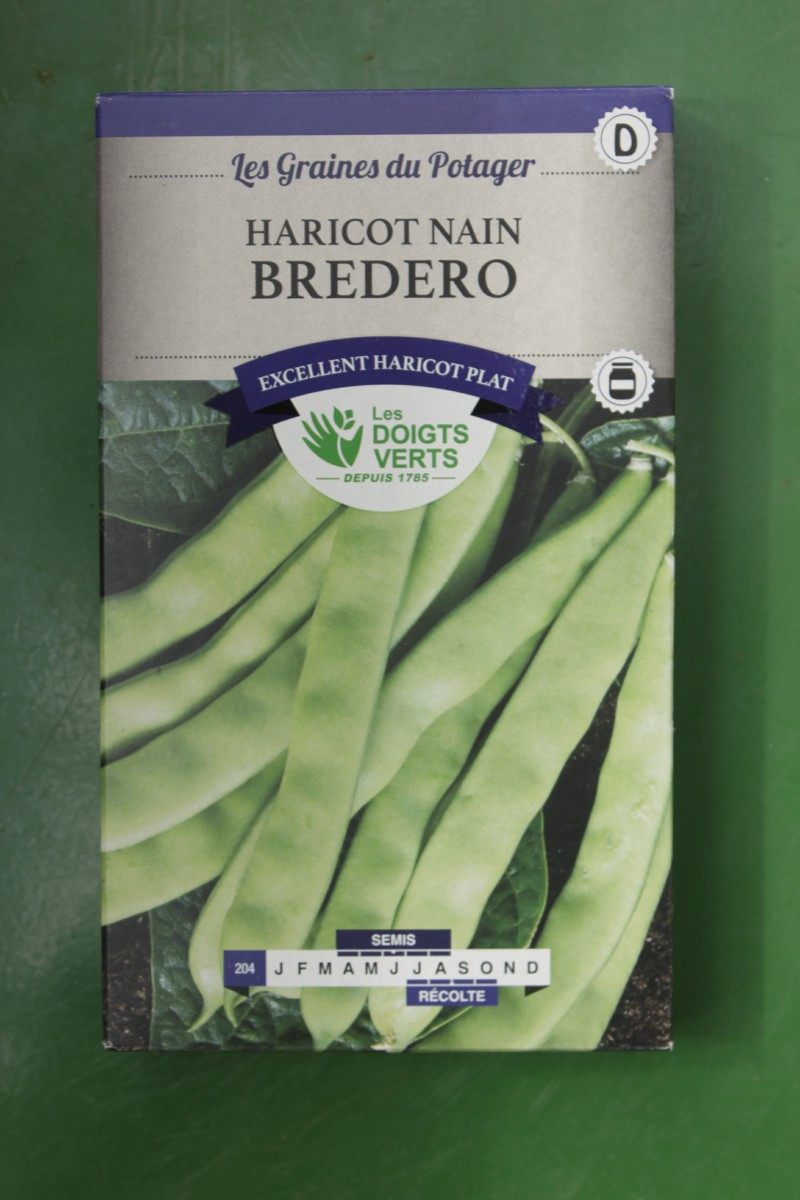 D
Les Graines du Potager
HARICOT NAIN
BREDERO
EXCELLENT HARICOT PLAT
Les
DOIGTS
VERTS
DEPUIS 1785
SEMIS
204 J F M A M J J A S O N D
RÉCOLTE